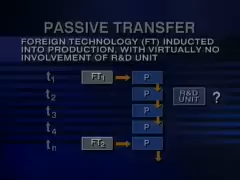 PASSIVE TRANSFER
FOREIGN TECHNOLOGY (FT) INDUCTED
INTO PRODUCTION, WITH VIRTUALLY NO
INVOLVEMENT OF R&D UNIT
t1 FT1 P
t2 P R&D UNIT ?
t3 P
t4 P
tn FT2 P